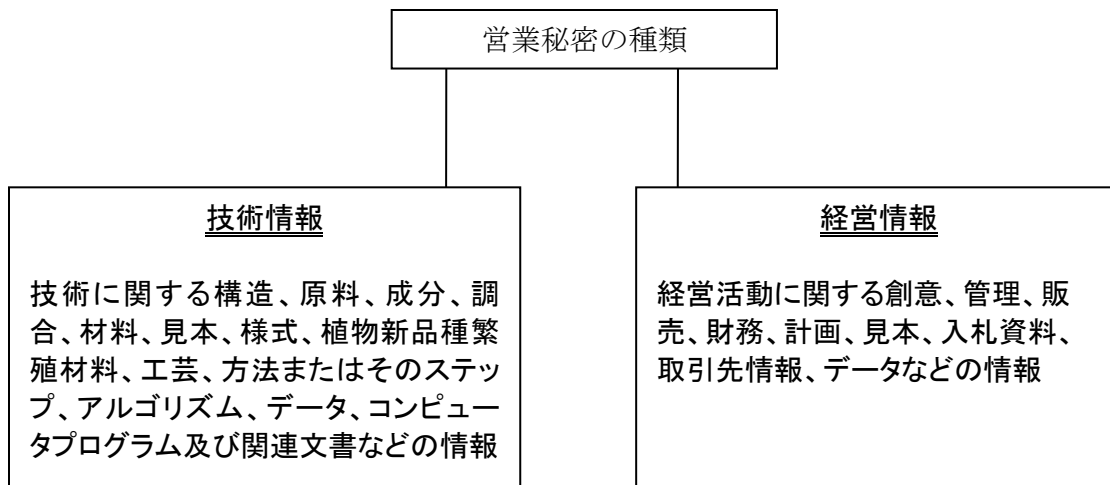 営業秘密の種類
技術情報
技術に関する構造、原料、成分、調
合、材料、見本、様式、植物新品種繁
殖材料、工芸、方法またはそのステッ
プ、アルゴリズム、データ、コンピュー
タプログラム及び関連文書などの情報
経営情報
経営活動に関する創意、管理、販
売、財務、計画、見本、入札資料、
取引先情報、データなどの情報